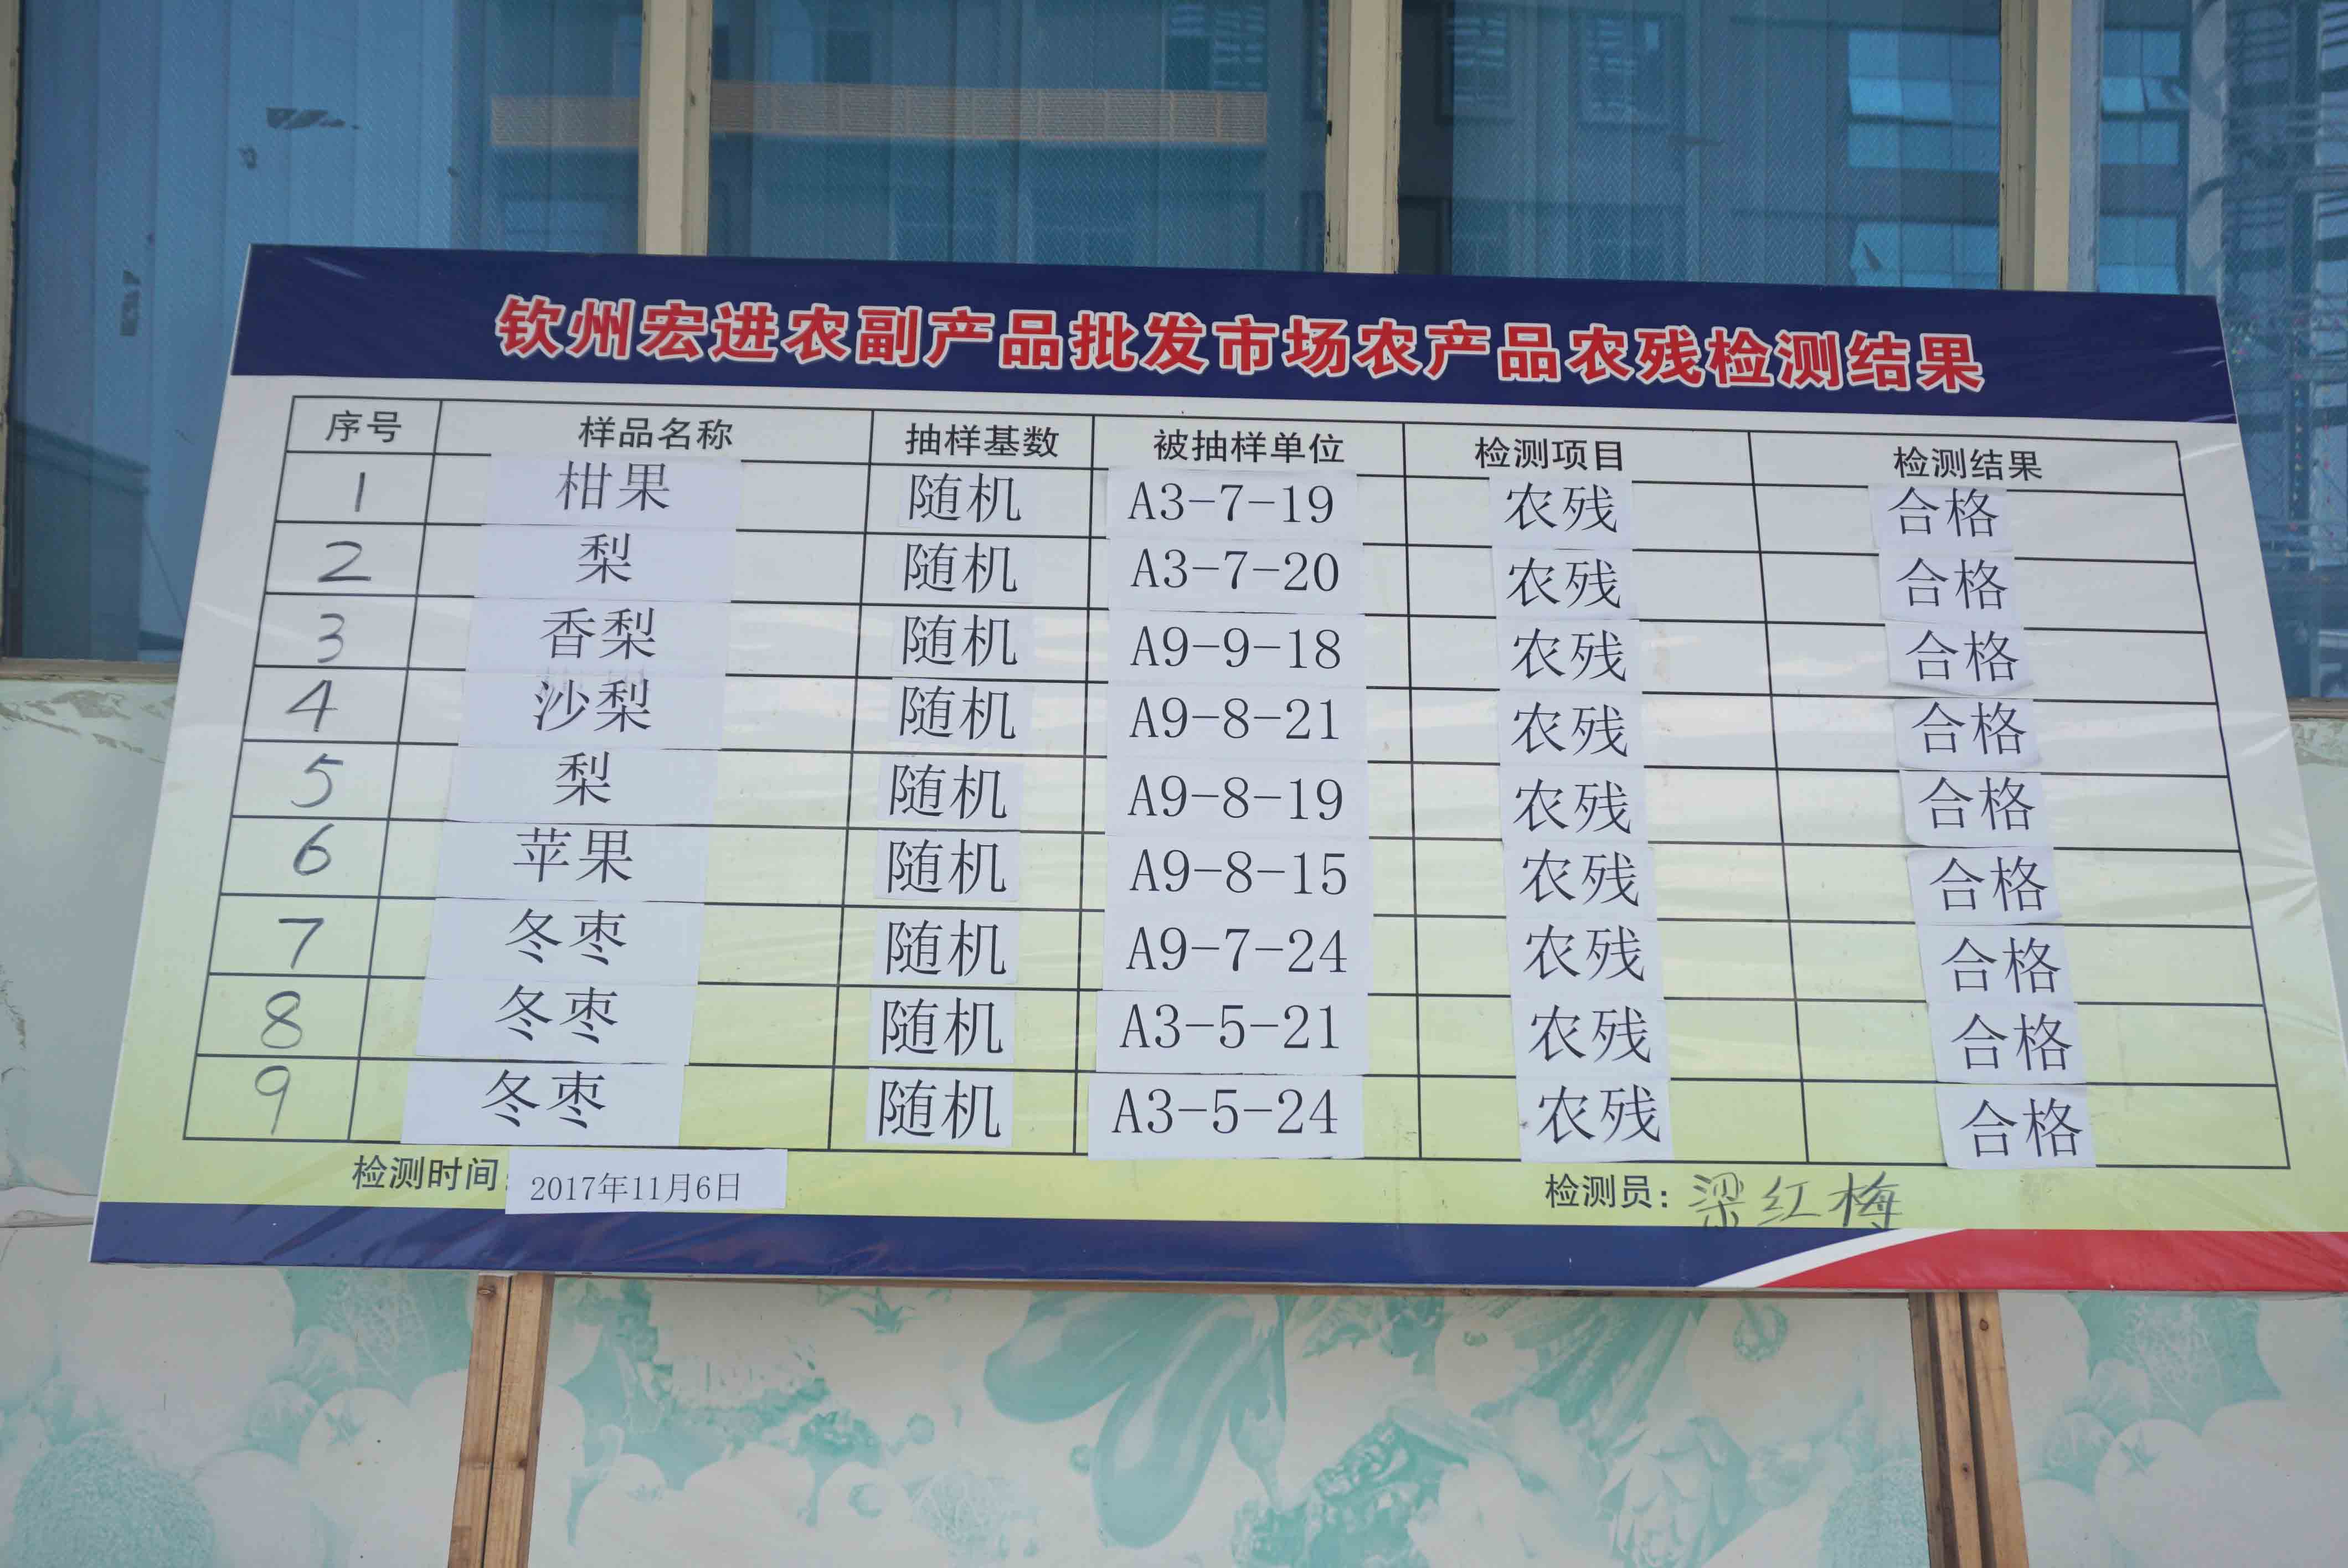 钦州宏进农副产品批发市场农产品农残检测结果
序号 样品名称 抽样基数 被抽样单位 检测项目 检测结果
1 柑果 随机 A3-7-19 农残 合格
2 梨 随机 A3-7-20 农残 合格
3 香梨 随机 A9-9-18 农残 合格
4 沙梨 随机 A9-8-21 农残 合格
5 梨 随机 A9-8-19 农残 合格
6 苹果 随机 A9-8-15 农残 合格
7 冬枣 随机 A9-7-24 农残 合格
8 冬枣 随机 A3-5-21 农残 合格
9 冬枣 随机 A3-5-24 农残 合格
检测时间: 2017年11月6日 检测员: 梁红梅